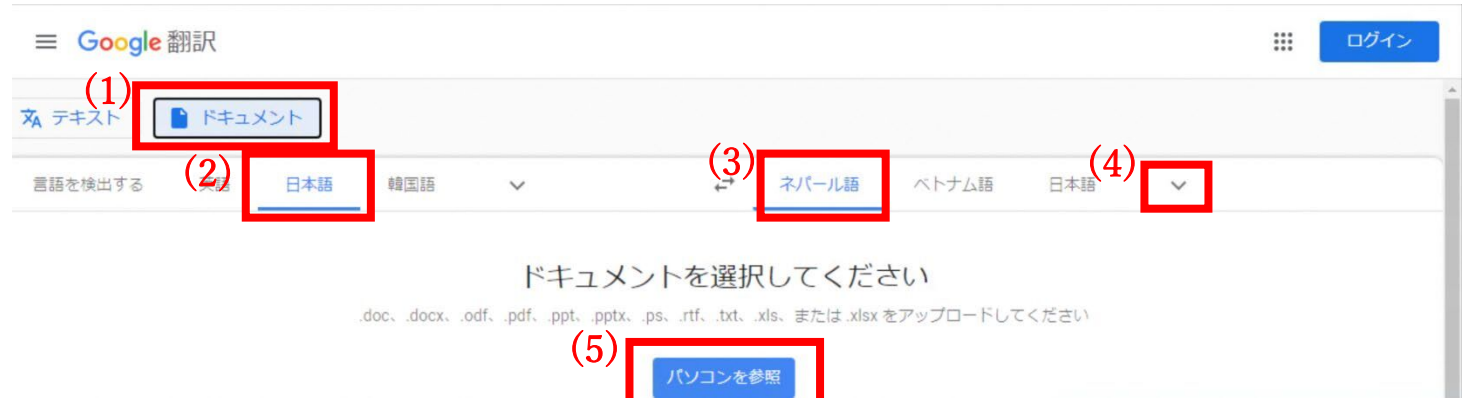 Google 翻訳
ログイン
(1)
テキスト
ドキュメント
(2)
(3)
(4)
言語を検出する 英語 日本語 韓国語 ネパール語 ベトナム語 日本語
ドキュメントを選択してください
.doc、.docx、.odf、.pdf、.ppt、.pptx、.ps、.rtf、.txt、.xls、または .xlsx をアップロードしてください
(5)
パソコンを参照